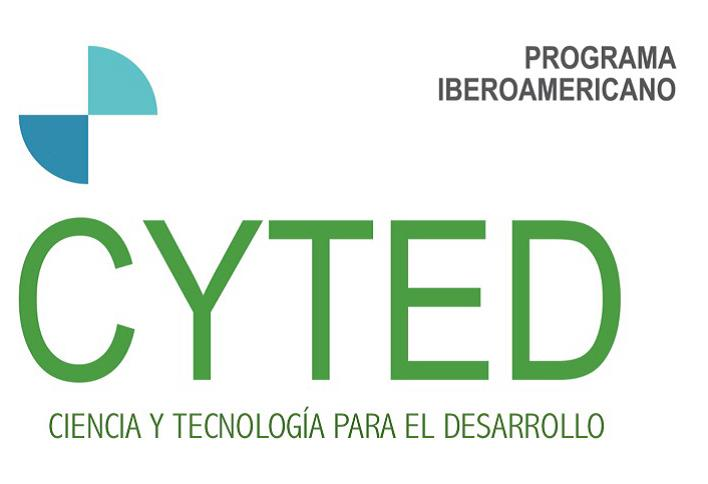 PROGRAMA
IBEROAMERICANO
CYTED
CIENCIA Y TECNOLOGÍA PARA EL DESARROLLO